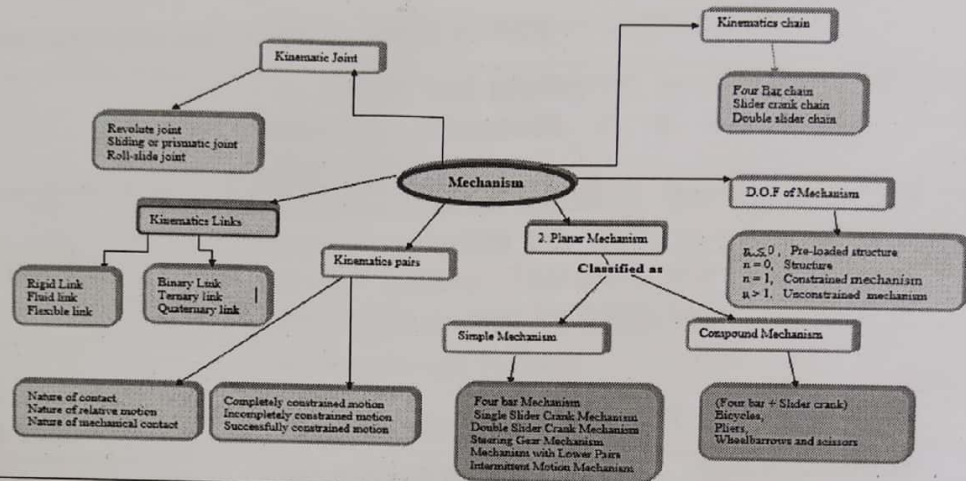 Kinematics chain
Four Bar chain
Slider crank chain
Double slider chain
Kinematic Joint
Revolute joint
Sliding or prismatic joint
Roll-slide joint
Mechanism
D.O.F of Mechanism
n ≤ 0, Pre-loaded structure
n = 0, Structure
n = 1, Constrained mechanism
n > 1, Unconstrained mechanism
Kinematics Links
Rigid Link
Fluid link
Flexible link
Binary Link
Ternary link
Quaternary link
Kinematics pairs
Nature of contact
Nature of relative motion
Nature of mechanical contact
Completely constrained motion
Incompletely constrained motion
Successfully constrained motion
2. Planar Mechanism
Classified as
Simple Mechanism
Four bar Mechanism
Single Slider Crank Mechanism
Double Slider Crank Mechanism
Steering Gear Mechanism
Mechanism with Lower Pairs
Intermittent Motion Mechanism
Compound Mechanism
(Four bar + Slider crank)
Bicycles,
Pliers,
Wheelbarrows and scissors